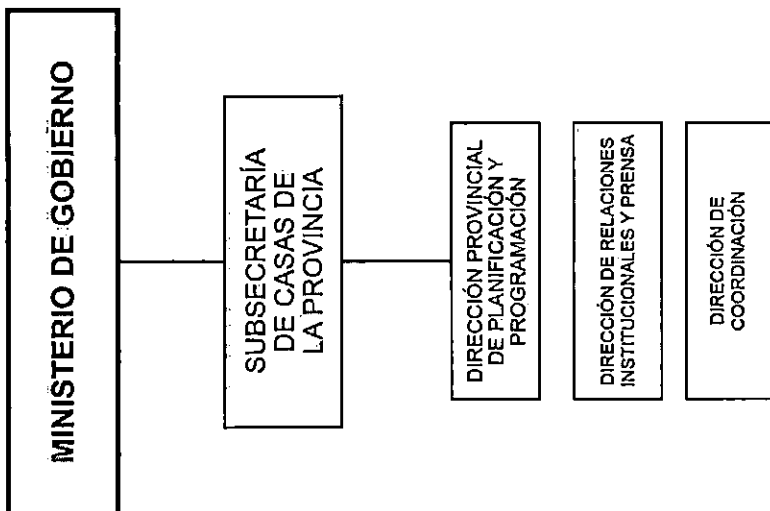 MINISTERIO DE GOBIERNO
SUBSECRETARÍA
DE CASAS DE
LA PROVINCIA
DIRECCIÓN PROVINCIAL
DE PLANIFICACIÓN Y
PROGRAMACIÓN
DIRECCIÓN DE RELACIONES
INSTITUCIONALES Y PRENSA
DIRECCIÓN DE
COORDINACIÓN